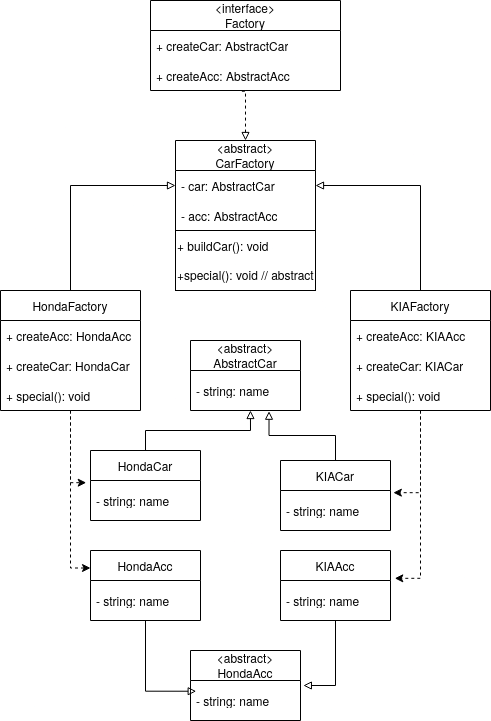 <interface>
Factory
+ createCar: AbstractCar
+ createAcc: AbstractAcc
<abstract>
CarFactory
- car: AbstractCar
- acc: AbstractAcc
+ buildCar(): void
+special(): void // abstract
HondaFactory
+ createAcc: HondaAcc
+ createCar: HondaCar
+ special(): void
KIAFactory
+ createAcc: KIAAcc
+ createCar: KIACar
+ special(): void
<abstract>
AbstractCar
- string: name
HondaCar
- string: name
KIACar
- string: name
HondaAcc
- string: name
KIAAcc
- string: name
<abstract>
HondaAcc
- string: name